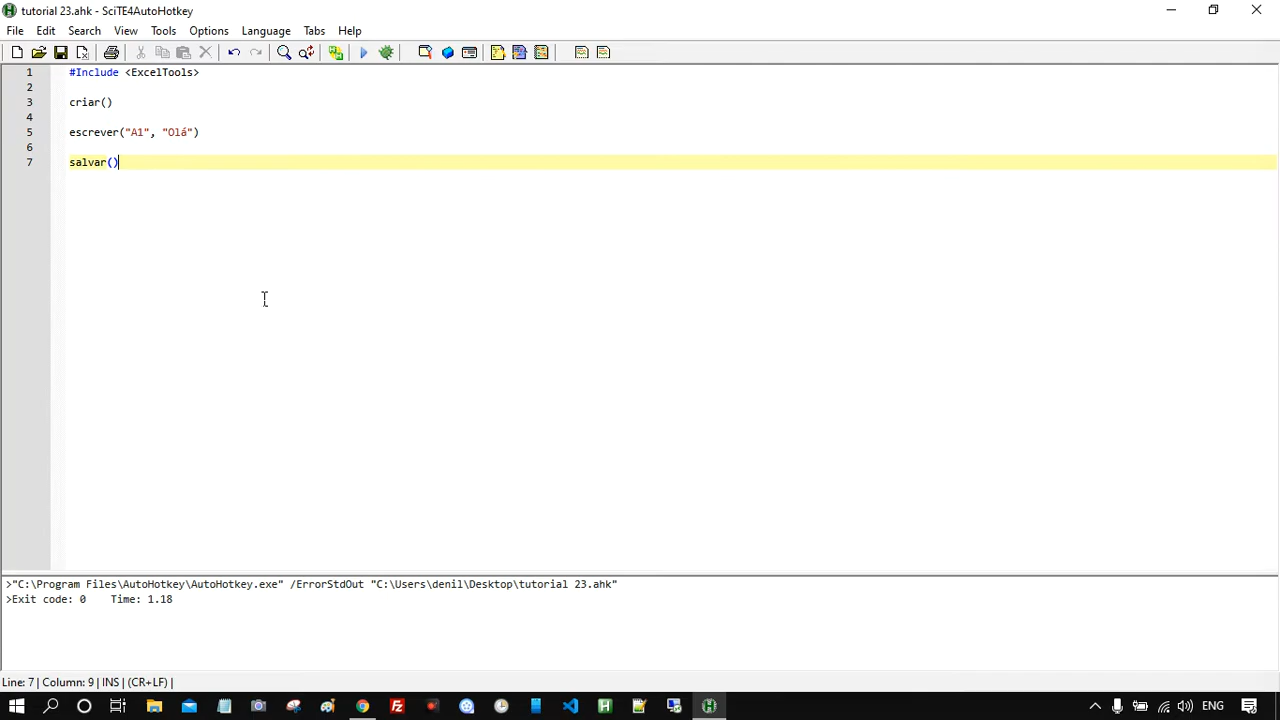 tutorial 23.ahk - SciTE4AutoHotkey
File Edit Search View Tools Options Language Tabs Help
1 #Include <ExcelTools>
2
3 criar()
4
5 escrever("A1", "Olá")
6
7 salvar()
>"C:\Program Files\AutoHotkey\AutoHotkey.exe" /ErrorStdOut "C:\Users\denil\Desktop\tutorial 23.ahk"
>Exit code: 0 Time: 1.18
Line: 7 | Column: 9 | INS | (CR+LF) |
ENG